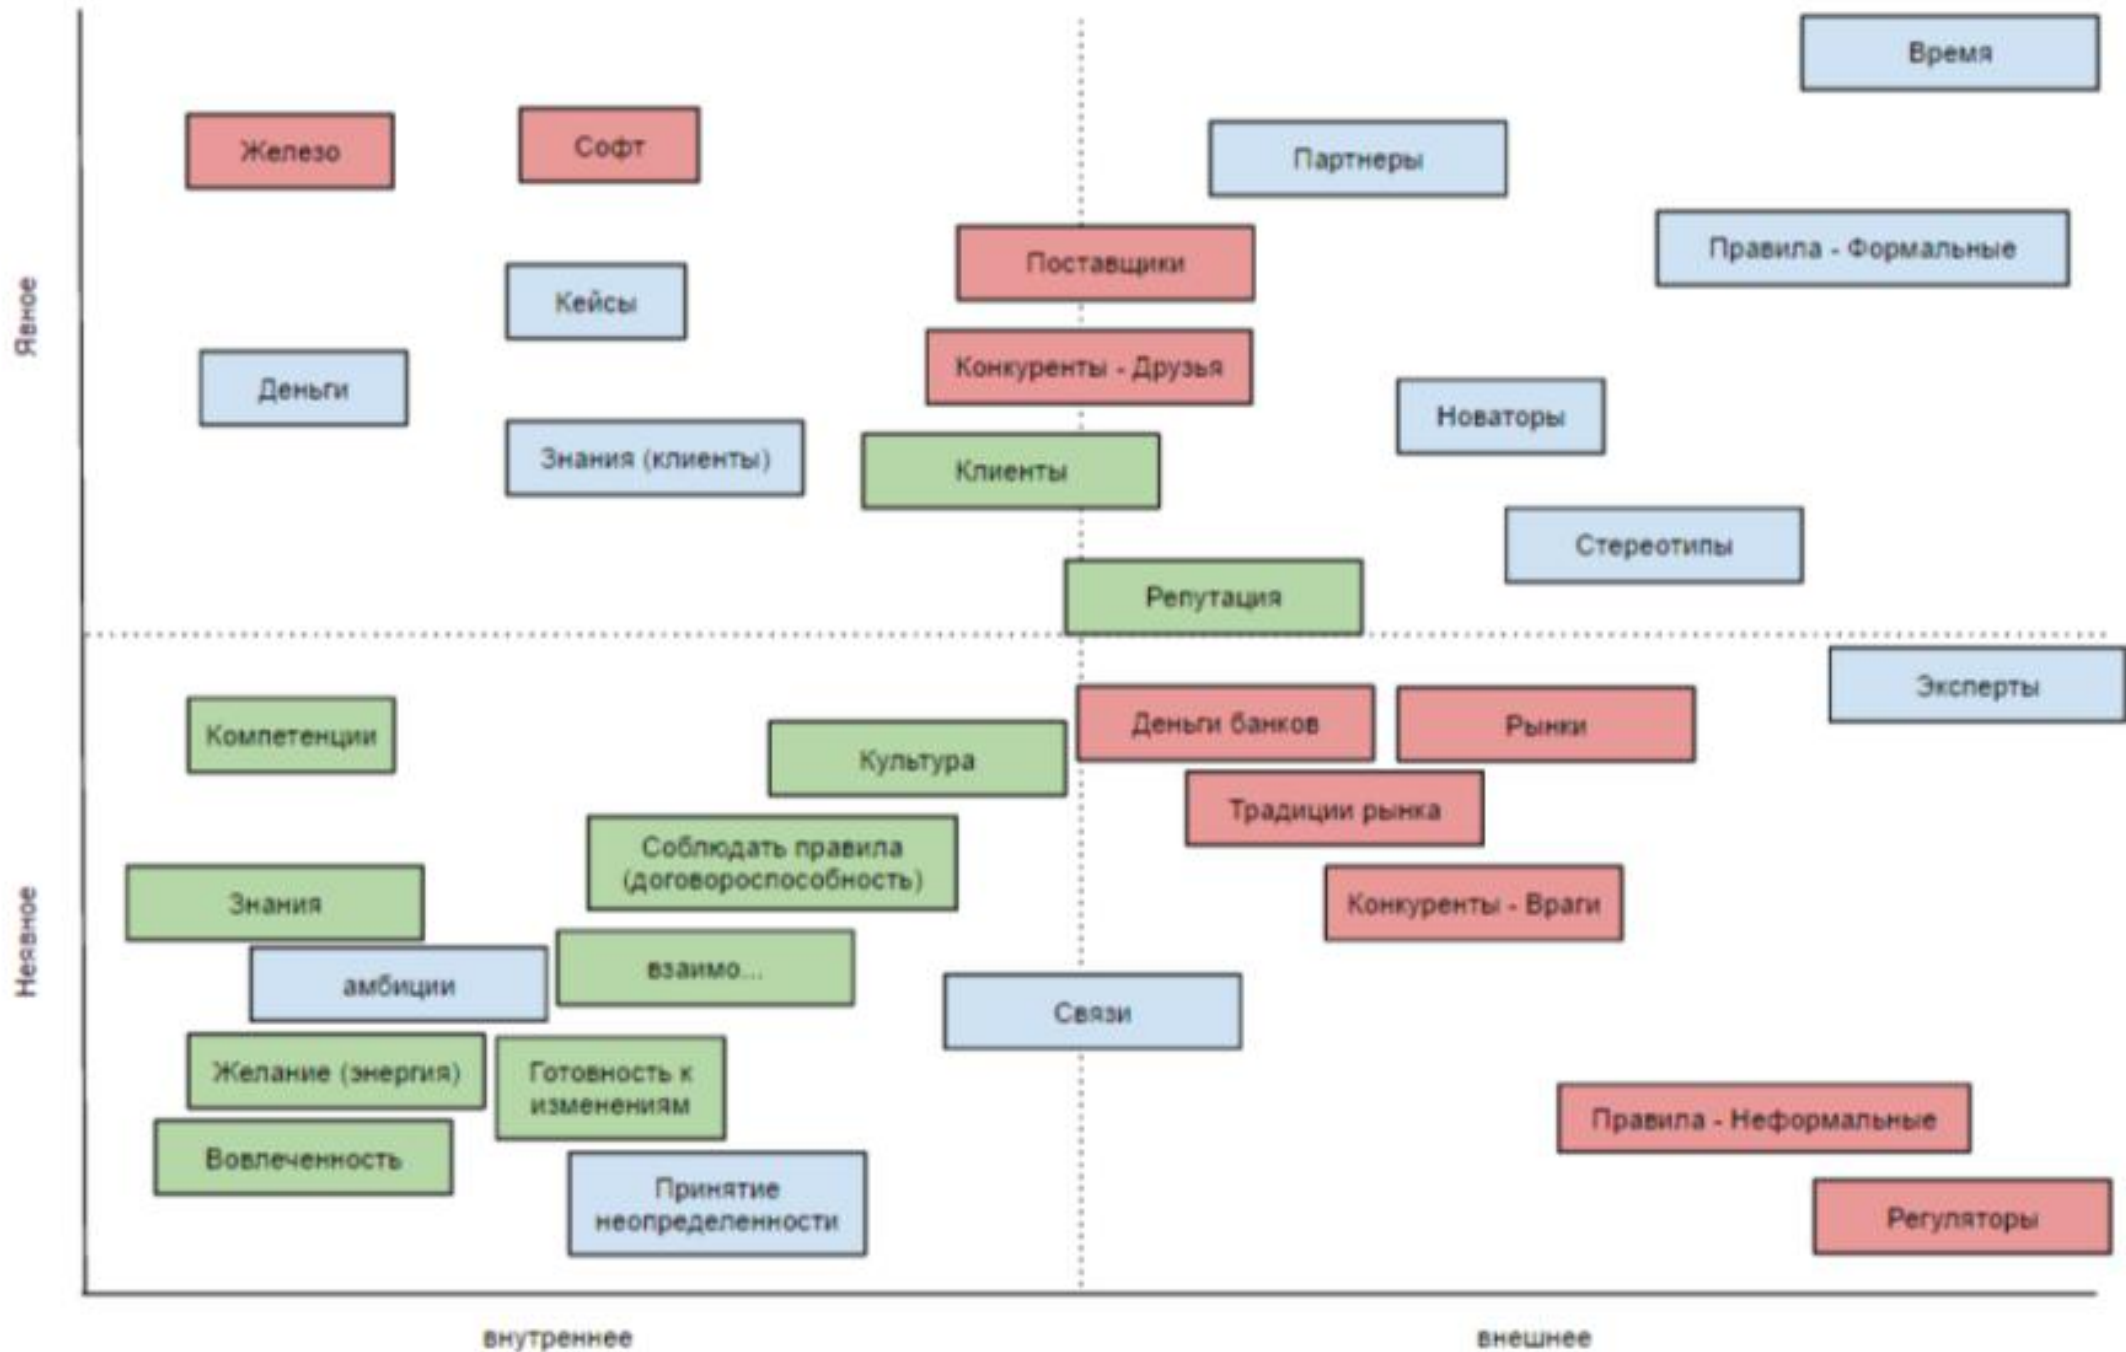 Время
Железо
Софт
Партнеры
Поставщики
Правила - Формальные
Кейсы
Явное
Конкуренты - Друзья
Деньги
Новаторы
Знания (клиенты)
Клиенты
Стереотипы
Репутация
Эксперты
Компетенции
Культура
Деньги банков
Рынки
Традиции рынка
Соблюдать правила
(договороспособность)
Знания
Конкуренты - Враги
Неявное
амбиции
взаимо...
Связи
Желание (энергия)
Готовность к
изменениям
Правила - Неформальные
Вовлеченность
Принятие
неопределенности
Регуляторы
внутреннее
внешнее